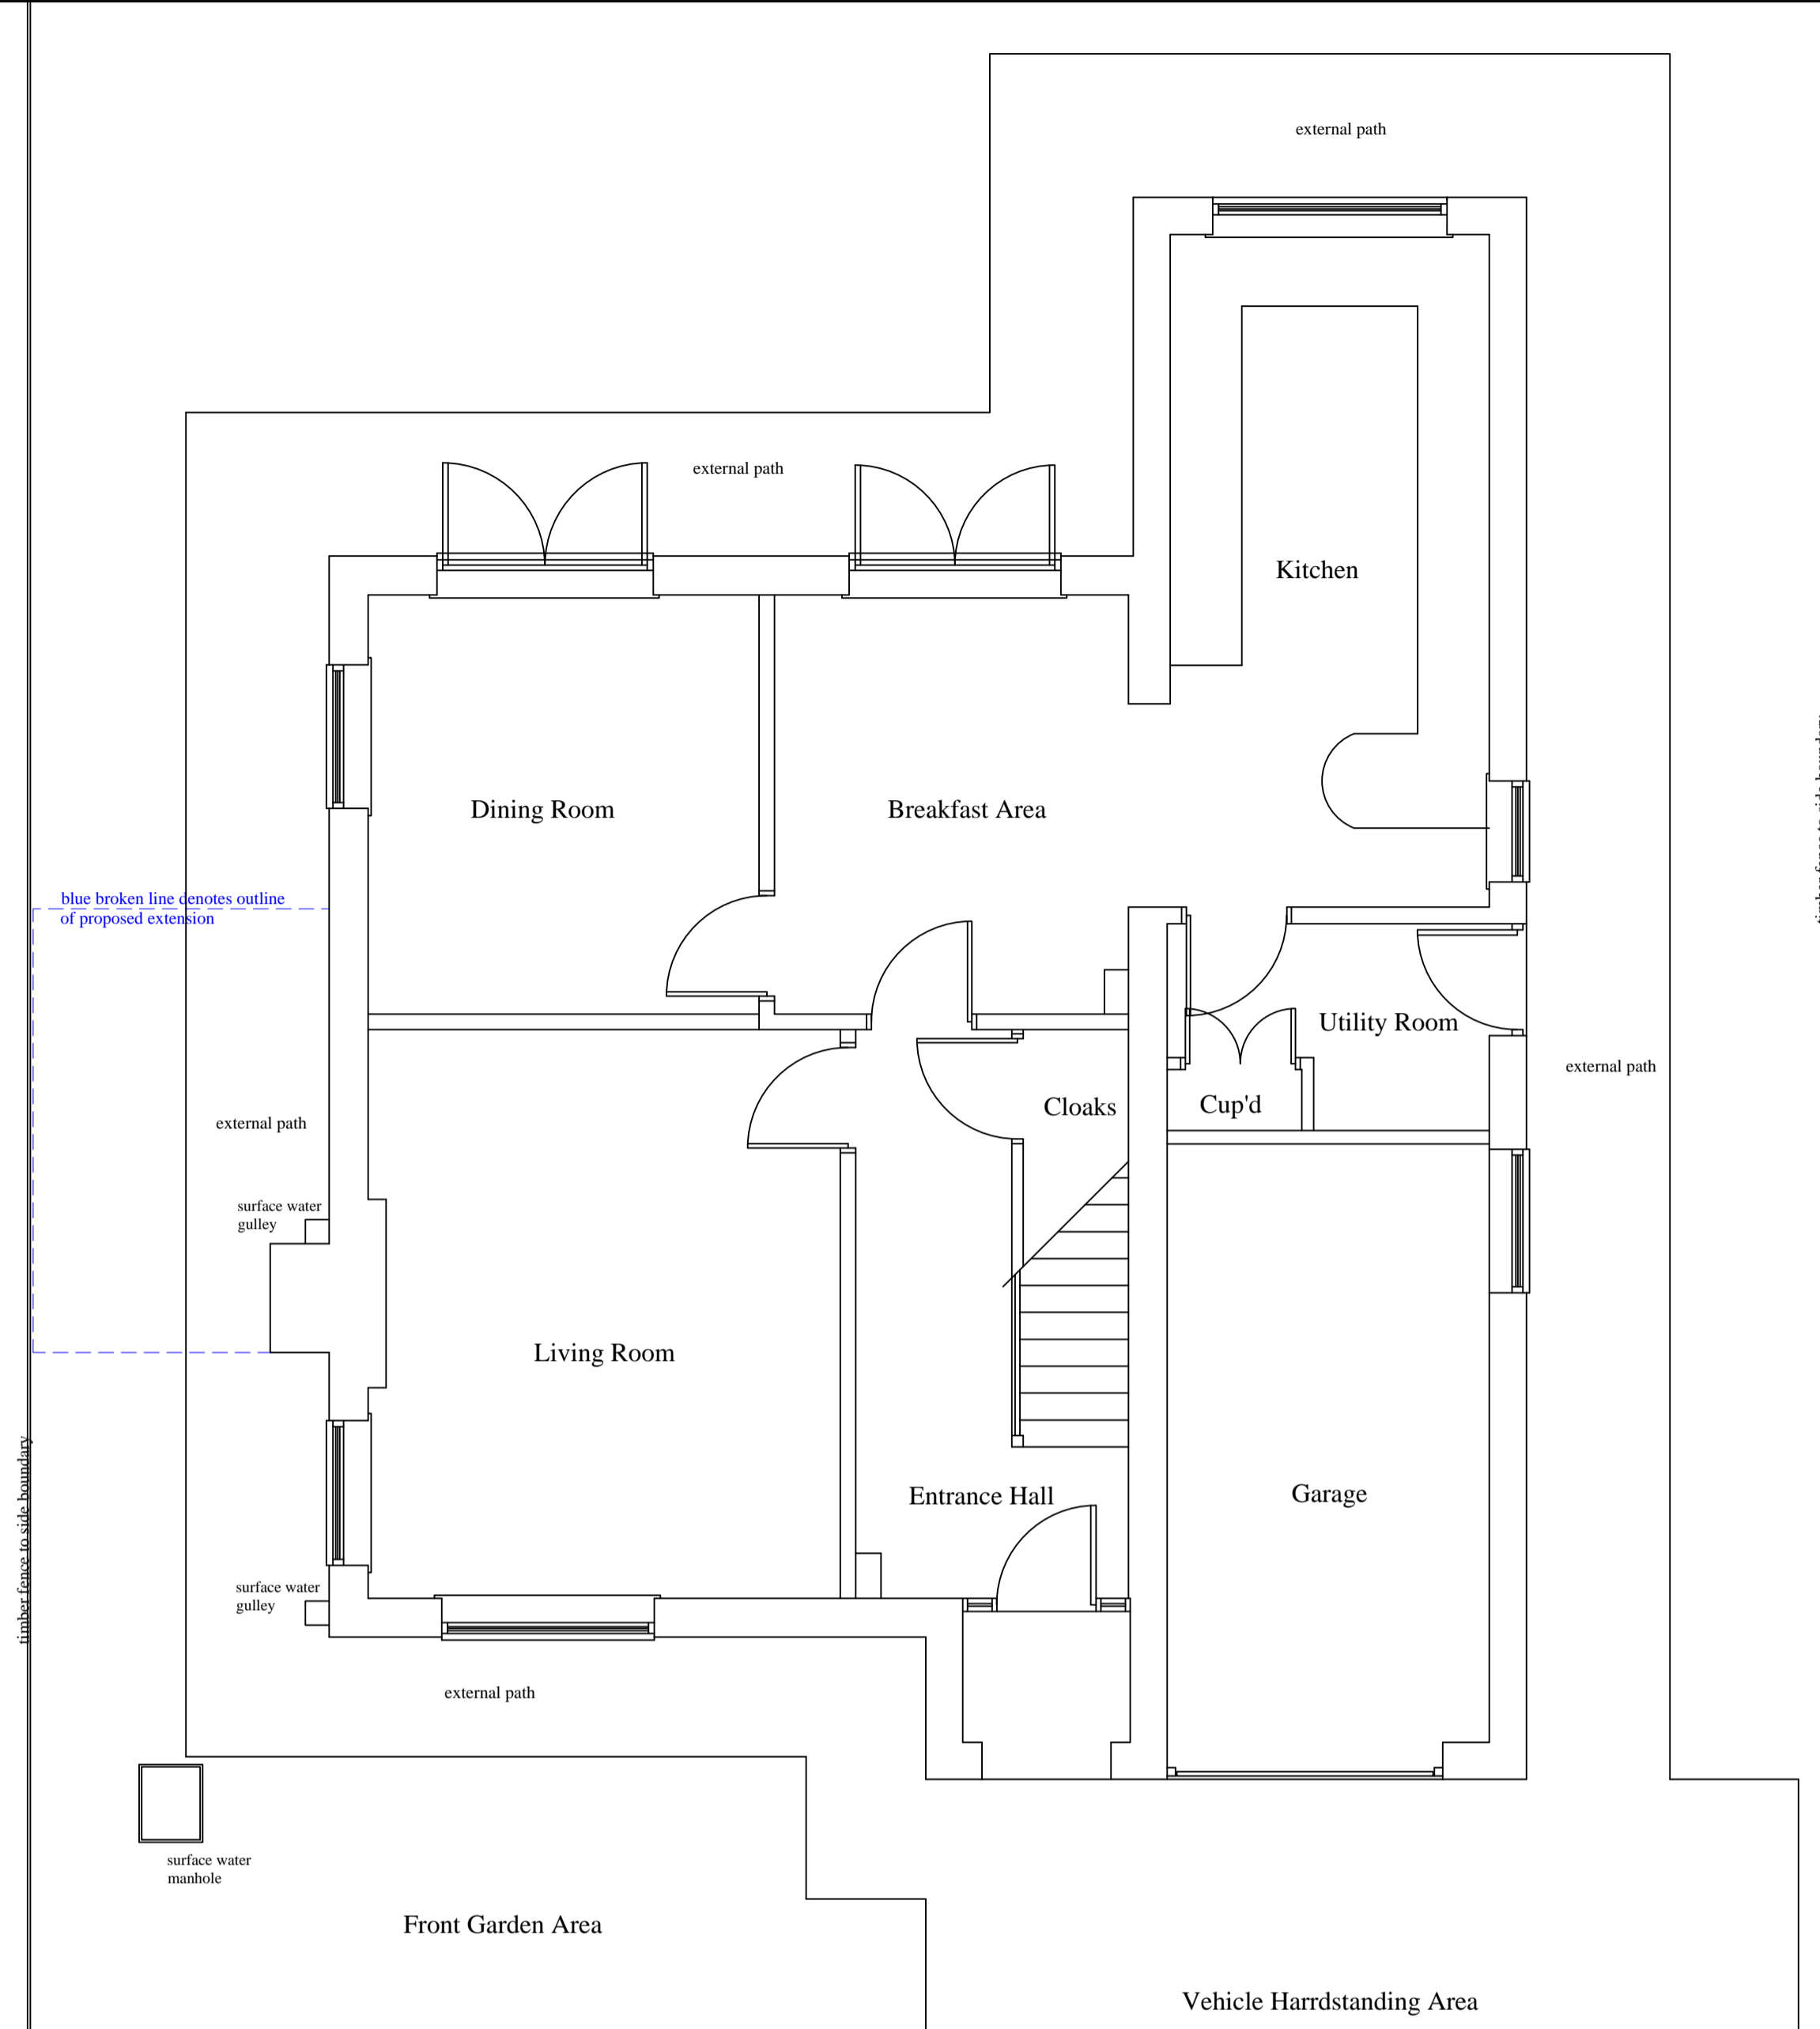 external path
external path
Kitchen
Dining Room
Breakfast Area
blue broken line denotes outline
of proposed extension
Utility Room
external path
Cup'd
Cloaks
external path
surface water
gulley
Living Room
Garage
Entrance Hall
timber fence to side boundary
surface water
gulley
external path
surface water
manhole
Front Garden Area
Vehicle Harrdstanding Area